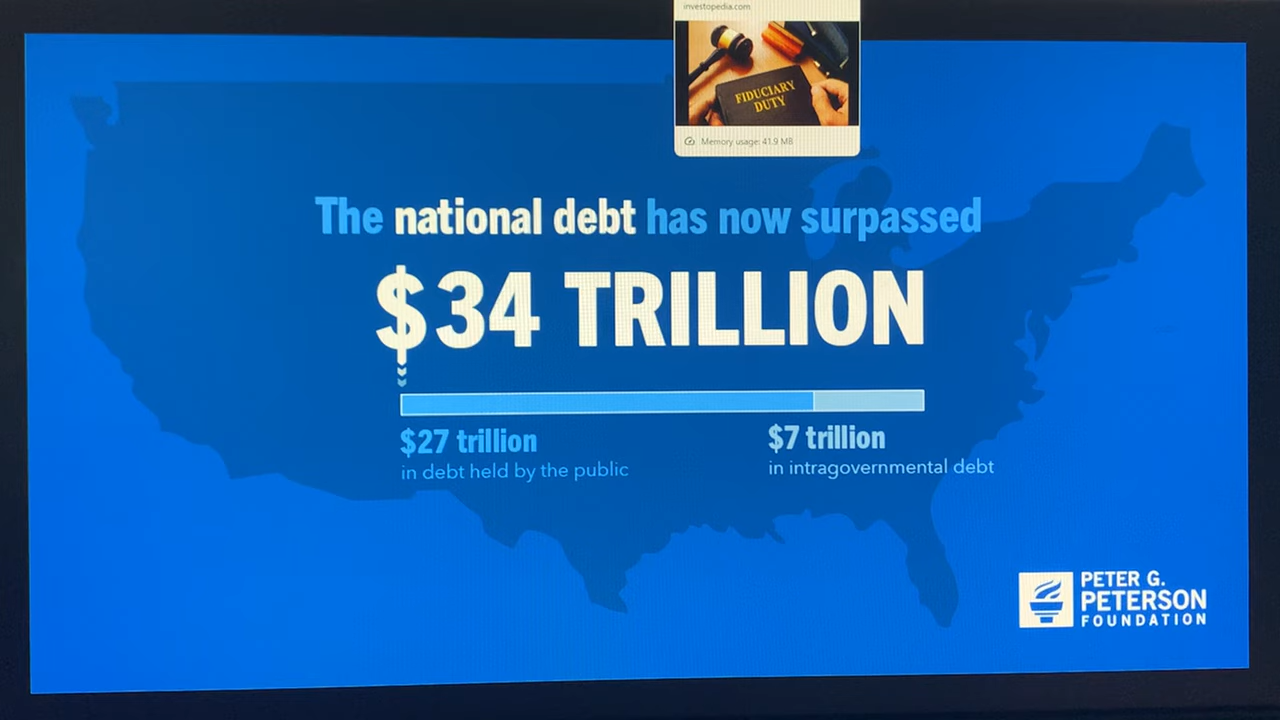 investopedia.com
FIDUCIARY
DUTY
Memory usage: 41.9 MB
The national debt has now surpassed
$34 TRILLION
$27 trillion
in debt held by the public
$7 trillion
in intragovernmental debt
PETER G.
PETERSON
FOUNDATION